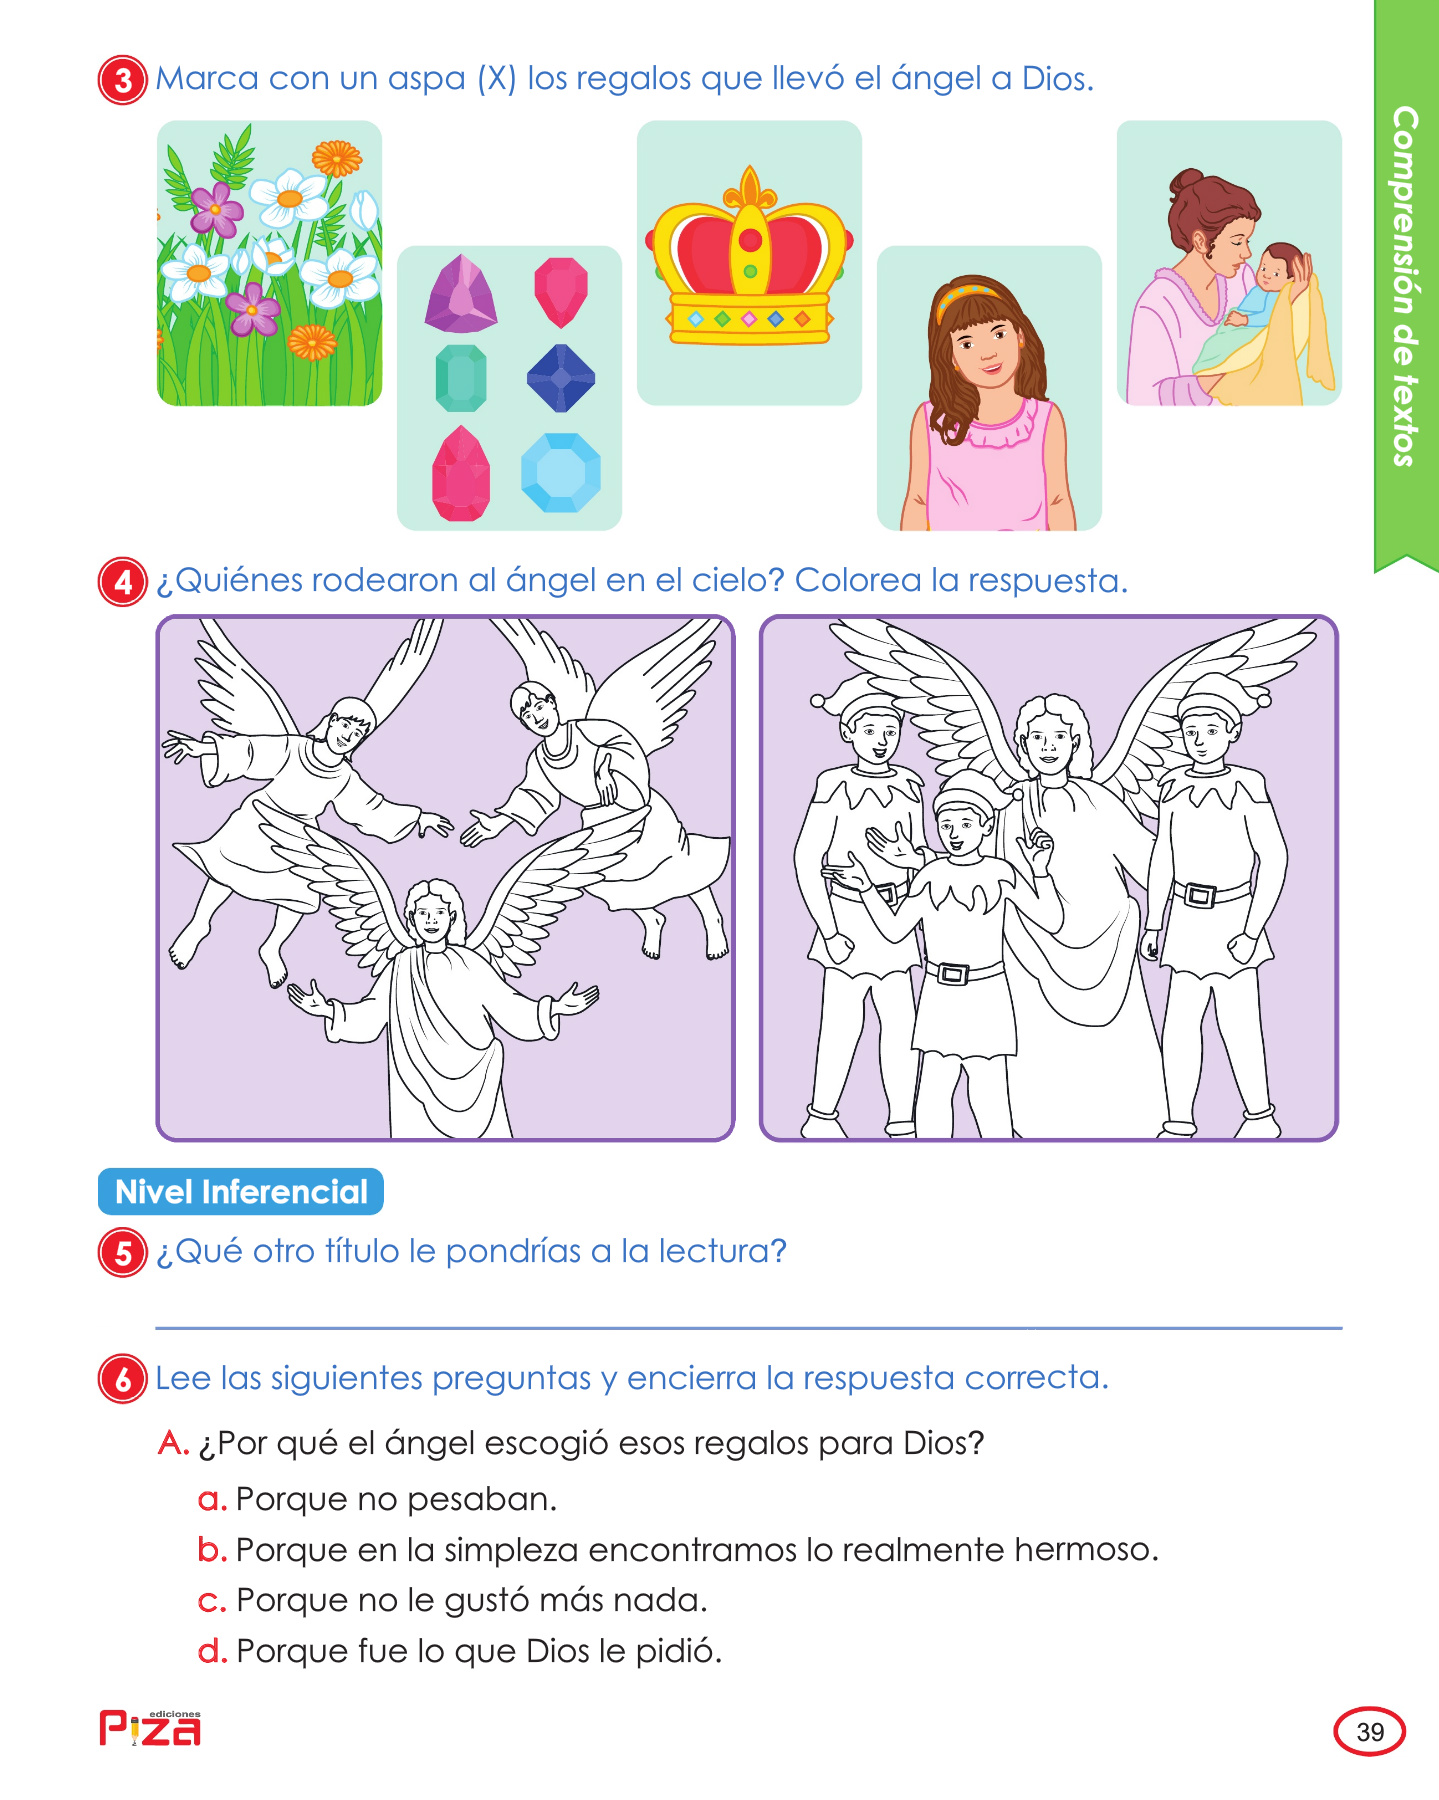 3 Marca con un aspa (X) los regalos que llevó el ángel a Dios.
Comprensión de textos
4 ¿Quiénes rodearon al ángel en el cielo? Colorea la respuesta.
Nivel Inferencial
5 ¿Qué otro título le pondrías a la lectura?
6 Lee las siguientes preguntas y encierra la respuesta correcta.
A. ¿Por qué el ángel escogió esos regalos para Dios?
a. Porque no pesaban.
b. Porque en la simpleza encontramos lo realmente hermoso.
c. Porque no le gustó más nada.
d. Porque fue lo que Dios le pidió.
ediciones
Piza
39